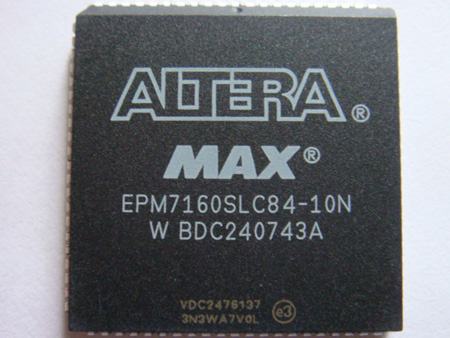 ALTERA®
MAX®
EPM7160SLC84-10N
W BDC240743A
VDC2476137
3N3WA7V0L e3